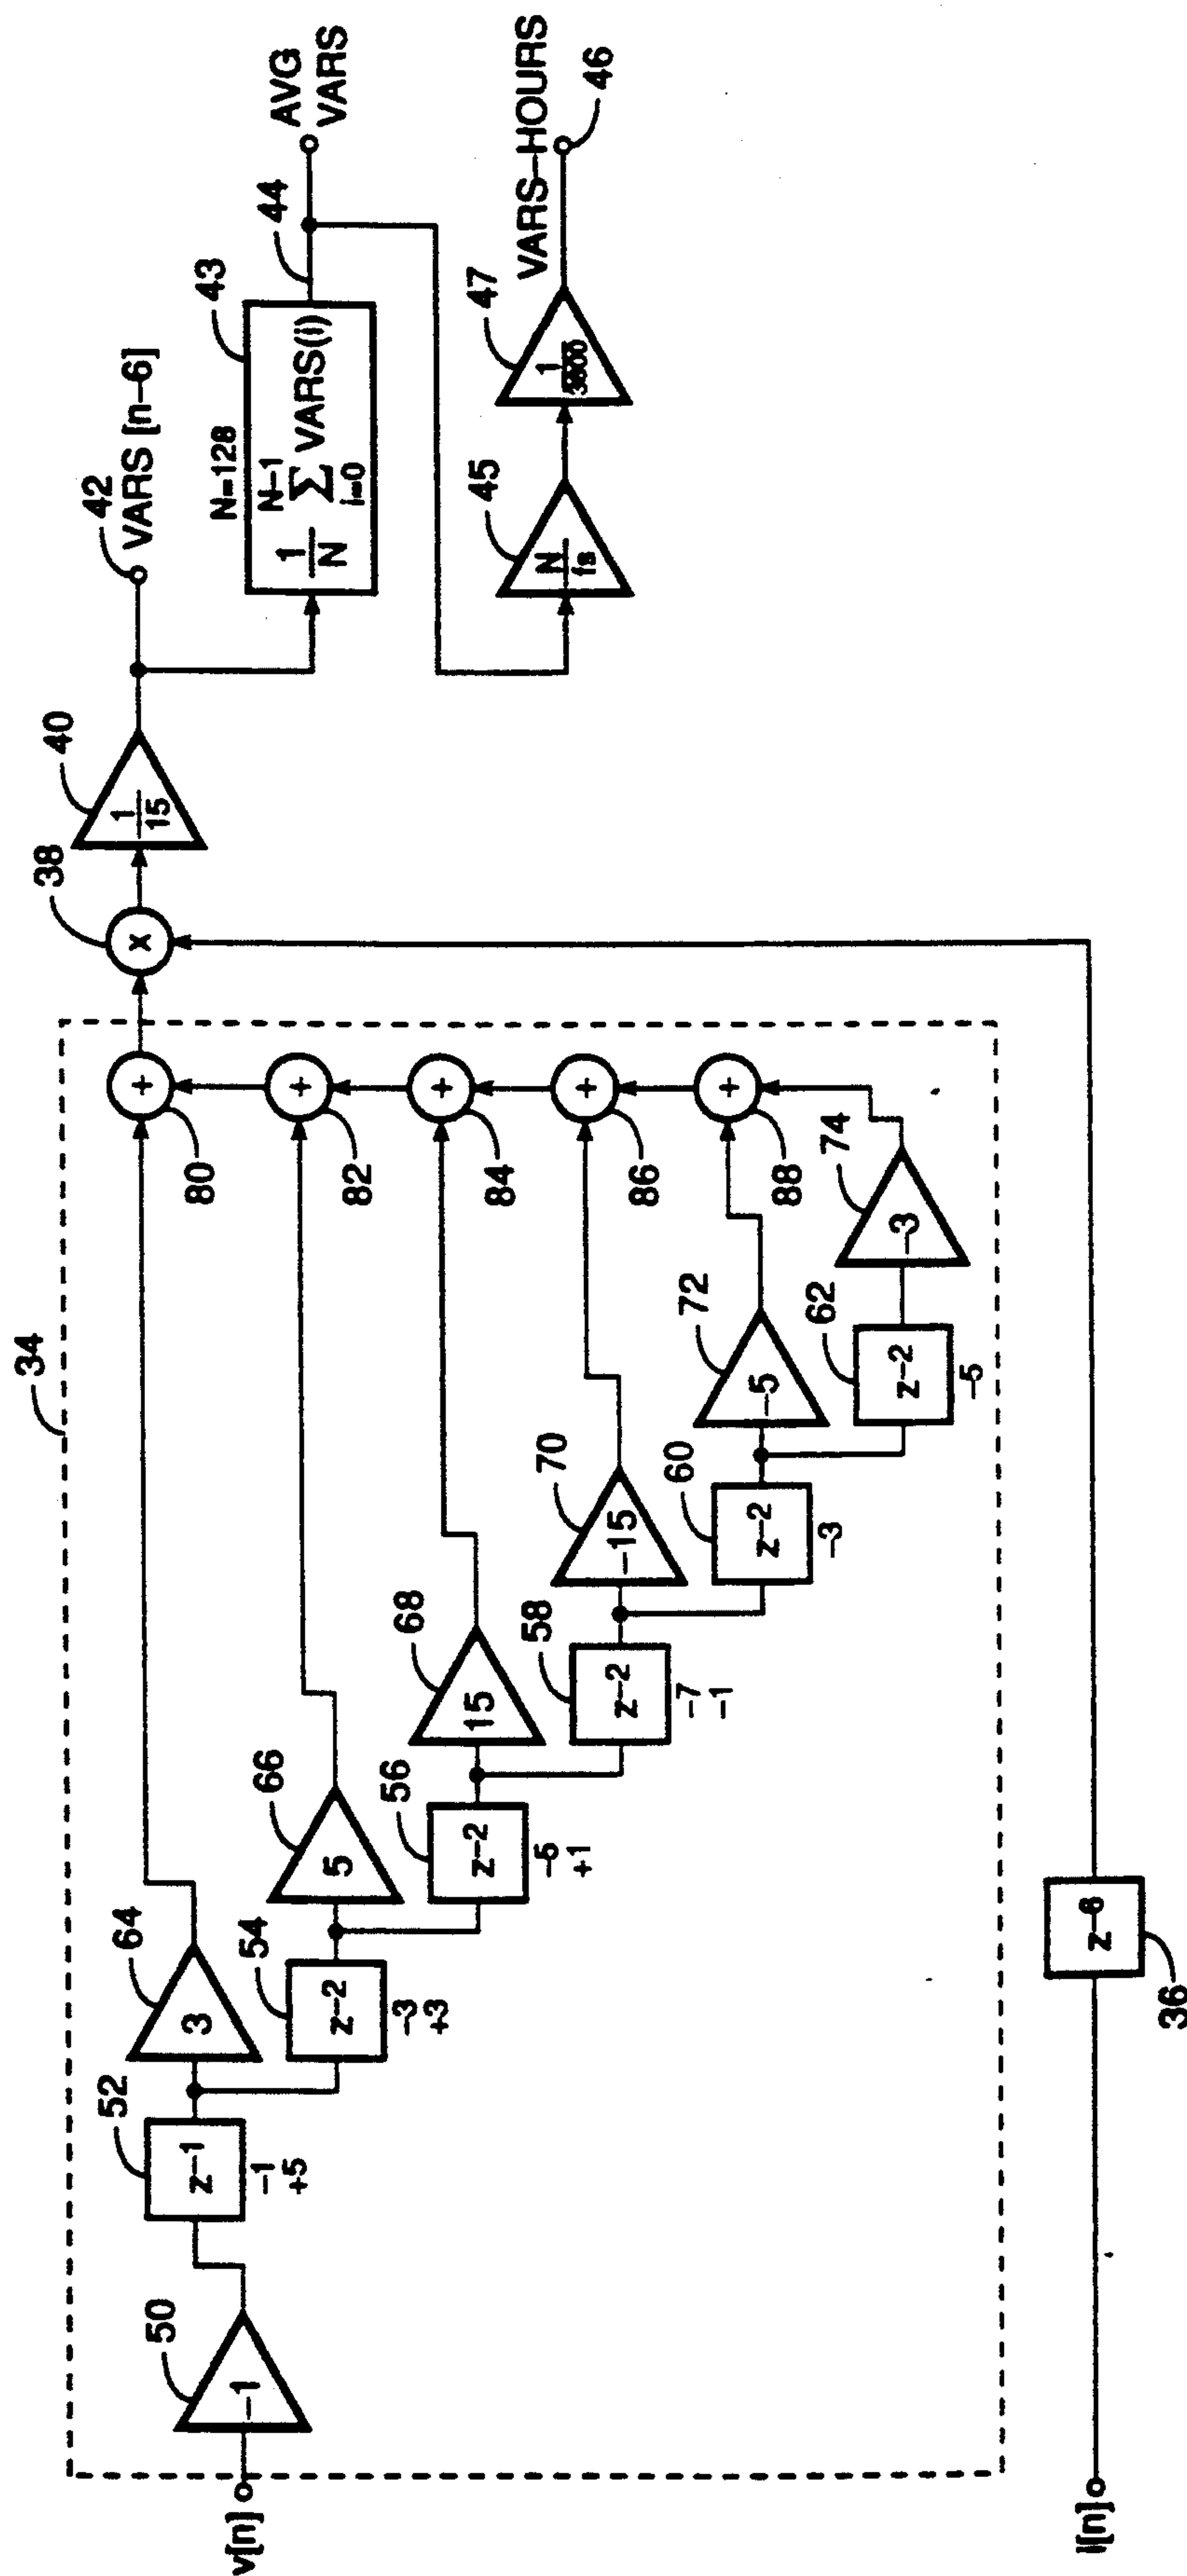 34
v[n]
50
-1
52
z-1
-1
+5
64
3
54
z-2
-3
+3
66
5
56
z-2
-5
+1
68
15
58
z-2
-7
-1
70
-15
60
z-2
-3
72
-5
62
z-2
-5
74
-3
+
80
+
82
+
84
+
86
+
88
38
x
40
1
15
42
VARS [n-6]
43
N=128
1
N
N-1
Σ VARS(i)
i=0
44
AVG
VARS
45
N
fs
47
1
3600
VARS-HOURS
46
I[n]
z-6
36